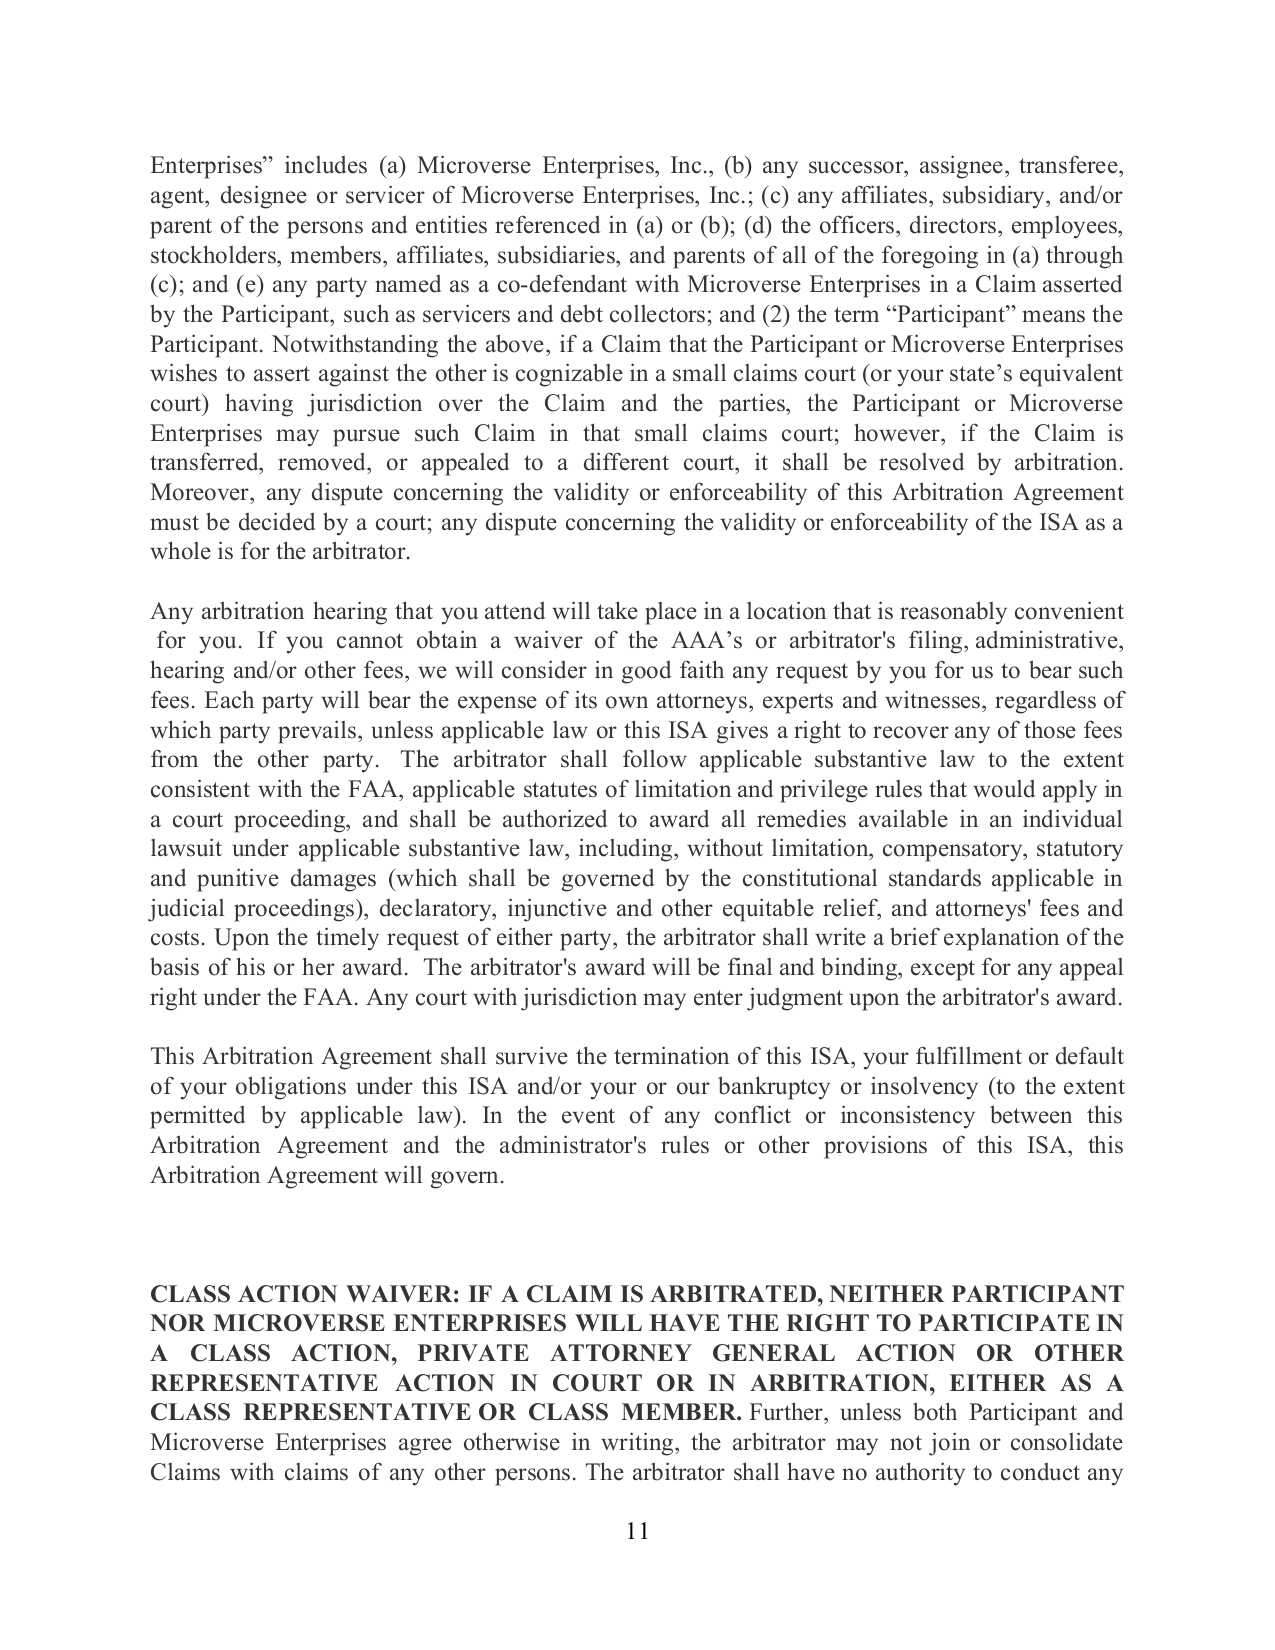 Enterprises” includes (a) Microverse Enterprises, Inc., (b) any successor, assignee, transferee,
agent, designee or servicer of Microverse Enterprises, Inc.; (c) any affiliates, subsidiary, and/or
parent of the persons and entities referenced in (a) or (b); (d) the officers, directors, employees,
stockholders, members, affiliates, subsidiaries, and parents of all of the foregoing in (a) through
(c); and (e) any party named as a co-defendant with Microverse Enterprises in a Claim asserted
by the Participant, such as servicers and debt collectors; and (2) the term “Participant” means the
Participant. Notwithstanding the above, if a Claim that the Participant or Microverse Enterprises
wishes to assert against the other is cognizable in a small claims court (or your state’s equivalent
court) having jurisdiction over the Claim and the parties, the Participant or Microverse
Enterprises may pursue such Claim in that small claims court; however, if the Claim is
transferred, removed, or appealed to a different court, it shall be resolved by arbitration.
Moreover, any dispute concerning the validity or enforceability of this Arbitration Agreement
must be decided by a court; any dispute concerning the validity or enforceability of the ISA as a
whole is for the arbitrator.
Any arbitration hearing that you attend will take place in a location that is reasonably convenient
for you. If you cannot obtain a waiver of the AAA’s or arbitrator's filing, administrative,
hearing and/or other fees, we will consider in good faith any request by you for us to bear such
fees. Each party will bear the expense of its own attorneys, experts and witnesses, regardless of
which party prevails, unless applicable law or this ISA gives a right to recover any of those fees
from the other party. The arbitrator shall follow applicable substantive law to the extent
consistent with the FAA, applicable statutes of limitation and privilege rules that would apply in
a court proceeding, and shall be authorized to award all remedies available in an individual
lawsuit under applicable substantive law, including, without limitation, compensatory, statutory
and punitive damages (which shall be governed by the constitutional standards applicable in
judicial proceedings), declaratory, injunctive and other equitable relief, and attorneys' fees and
costs. Upon the timely request of either party, the arbitrator shall write a brief explanation of the
basis of his or her award. The arbitrator's award will be final and binding, except for any appeal
right under the FAA. Any court with jurisdiction may enter judgment upon the arbitrator's award.
This Arbitration Agreement shall survive the termination of this ISA, your fulfillment or default
of your obligations under this ISA and/or your or our bankruptcy or insolvency (to the extent
permitted by applicable law). In the event of any conflict or inconsistency between this
Arbitration Agreement and the administrator's rules or other provisions of this ISA, this
Arbitration Agreement will govern.
CLASS ACTION WAIVER: IF A CLAIM IS ARBITRATED, NEITHER PARTICIPANT
NOR MICROVERSE ENTERPRISES WILL HAVE THE RIGHT TO PARTICIPATE IN
A CLASS ACTION, PRIVATE ATTORNEY GENERAL ACTION OR OTHER
REPRESENTATIVE ACTION IN COURT OR IN ARBITRATION, EITHER AS A
CLASS REPRESENTATIVE OR CLASS MEMBER. Further, unless both Participant and
Microverse Enterprises agree otherwise in writing, the arbitrator may not join or consolidate
Claims with claims of any other persons. The arbitrator shall have no authority to conduct any
11